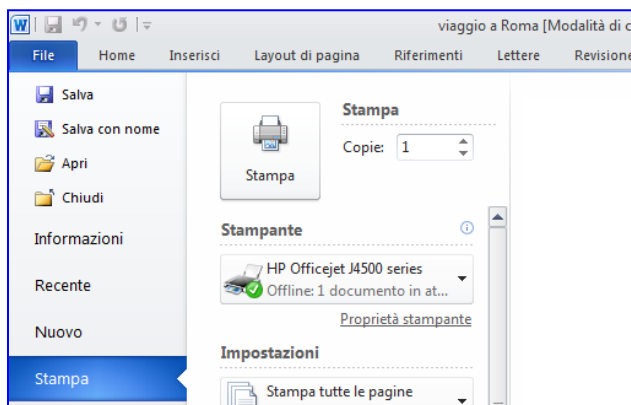 viaggio a Roma [Modalità di c
File Home Inserisci Layout di pagina Riferimenti Lettere Revisione
Salva
Salva con nome
Apri
Chiudi
Informazioni
Recente
Nuovo
Stampa
Stampa
Stampa
Copie: 1
Stampante
HP Officejet J4500 series
Offline: 1 documento in at...
Proprietà stampante
Impostazioni
Stampa tutte le pagine